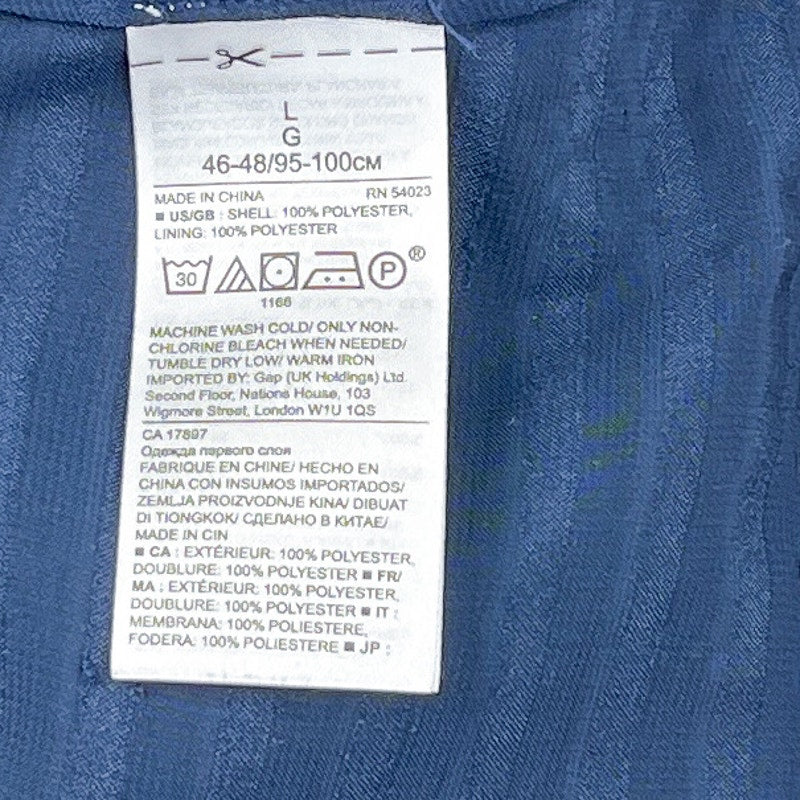 L
G
46-48/95-100CM
MADE IN CHINA RN 54023
■ US/GB : SHELL: 100% POLYESTER,
LINING: 100% POLYESTER
30 P ®
1166
MACHINE WASH COLD/ ONLY NON-
CHLORINE BLEACH WHEN NEEDED/
TUMBLE DRY LOW/ WARM IRON
IMPORTED BY: Gap (UK Holdings) Ltd.
Second Floor, Nations House, 103
Wigmore Street, London W1U 1QS
CA 17897
Одежда первого слоя
FABRIQUE EN CHINE/ HECHO EN
CHINA CON INSUMOS IMPORTADOS/
ZEMLJA PROIZVODNJE KINA/ DIBUAT
DI TIONGKOK/ СДЕЛАНО В КИТАЕ/
MADE IN CIN
■ CA : EXTÉRIEUR: 100% POLYESTER,
DOUBLURE: 100% POLYESTER ■ FR/
MA : EXTÉRIEUR: 100% POLYESTER,
DOUBLURE: 100% POLYESTER ■ IT :
MEMBRANA: 100% POLIESTERE,
FODERA: 100% POLIESTERE ■ JP :